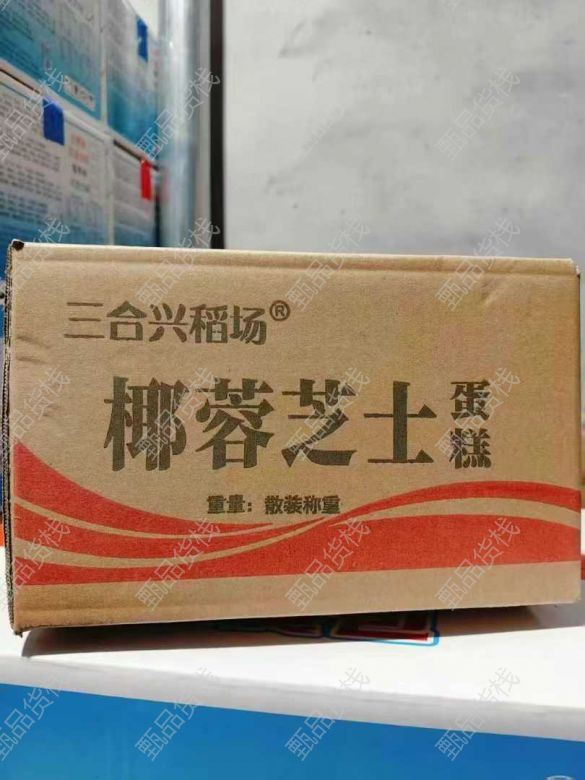 三合兴稻场®
椰蓉芝士蛋糕
重量：散装称重
甄品货栈